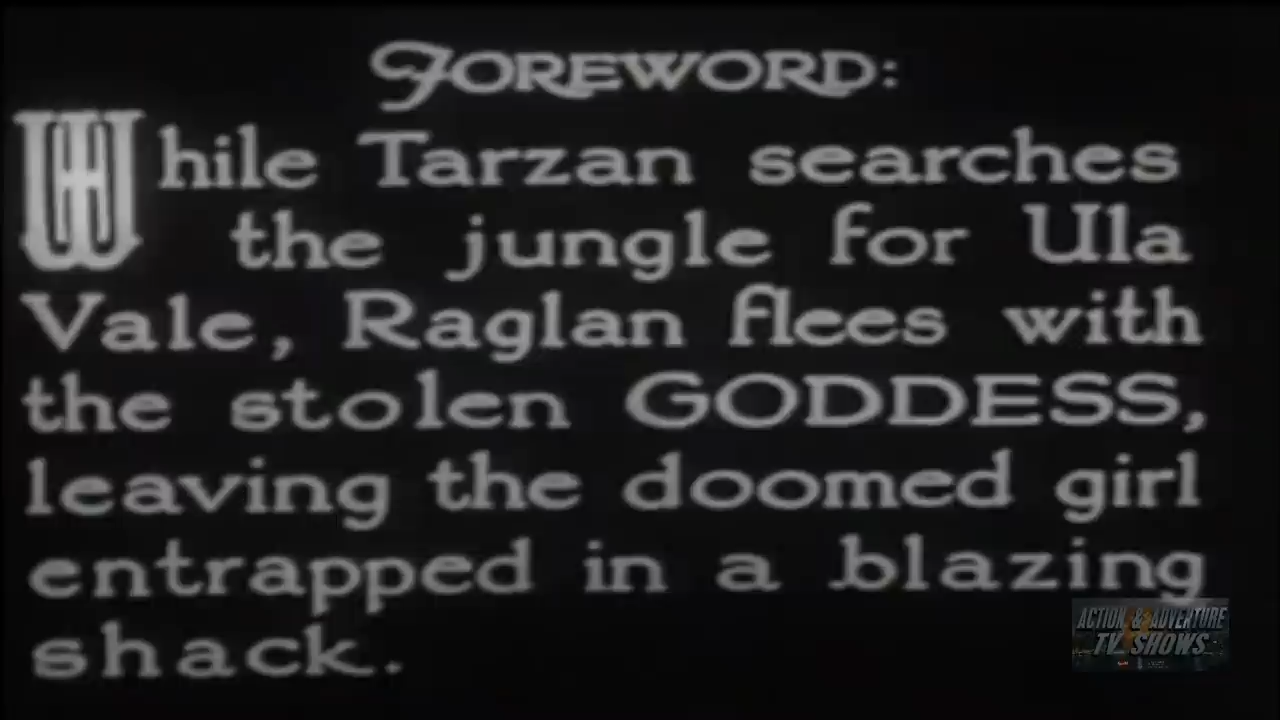 FOREWORD:
While Tarzan searches
the jungle for Ula
Vale, Raglan flees with
the stolen GODDESS,
leaving the doomed girl
entrapped in a blazing
shack.
ACTION & ADVENTURE
TV SHOWS